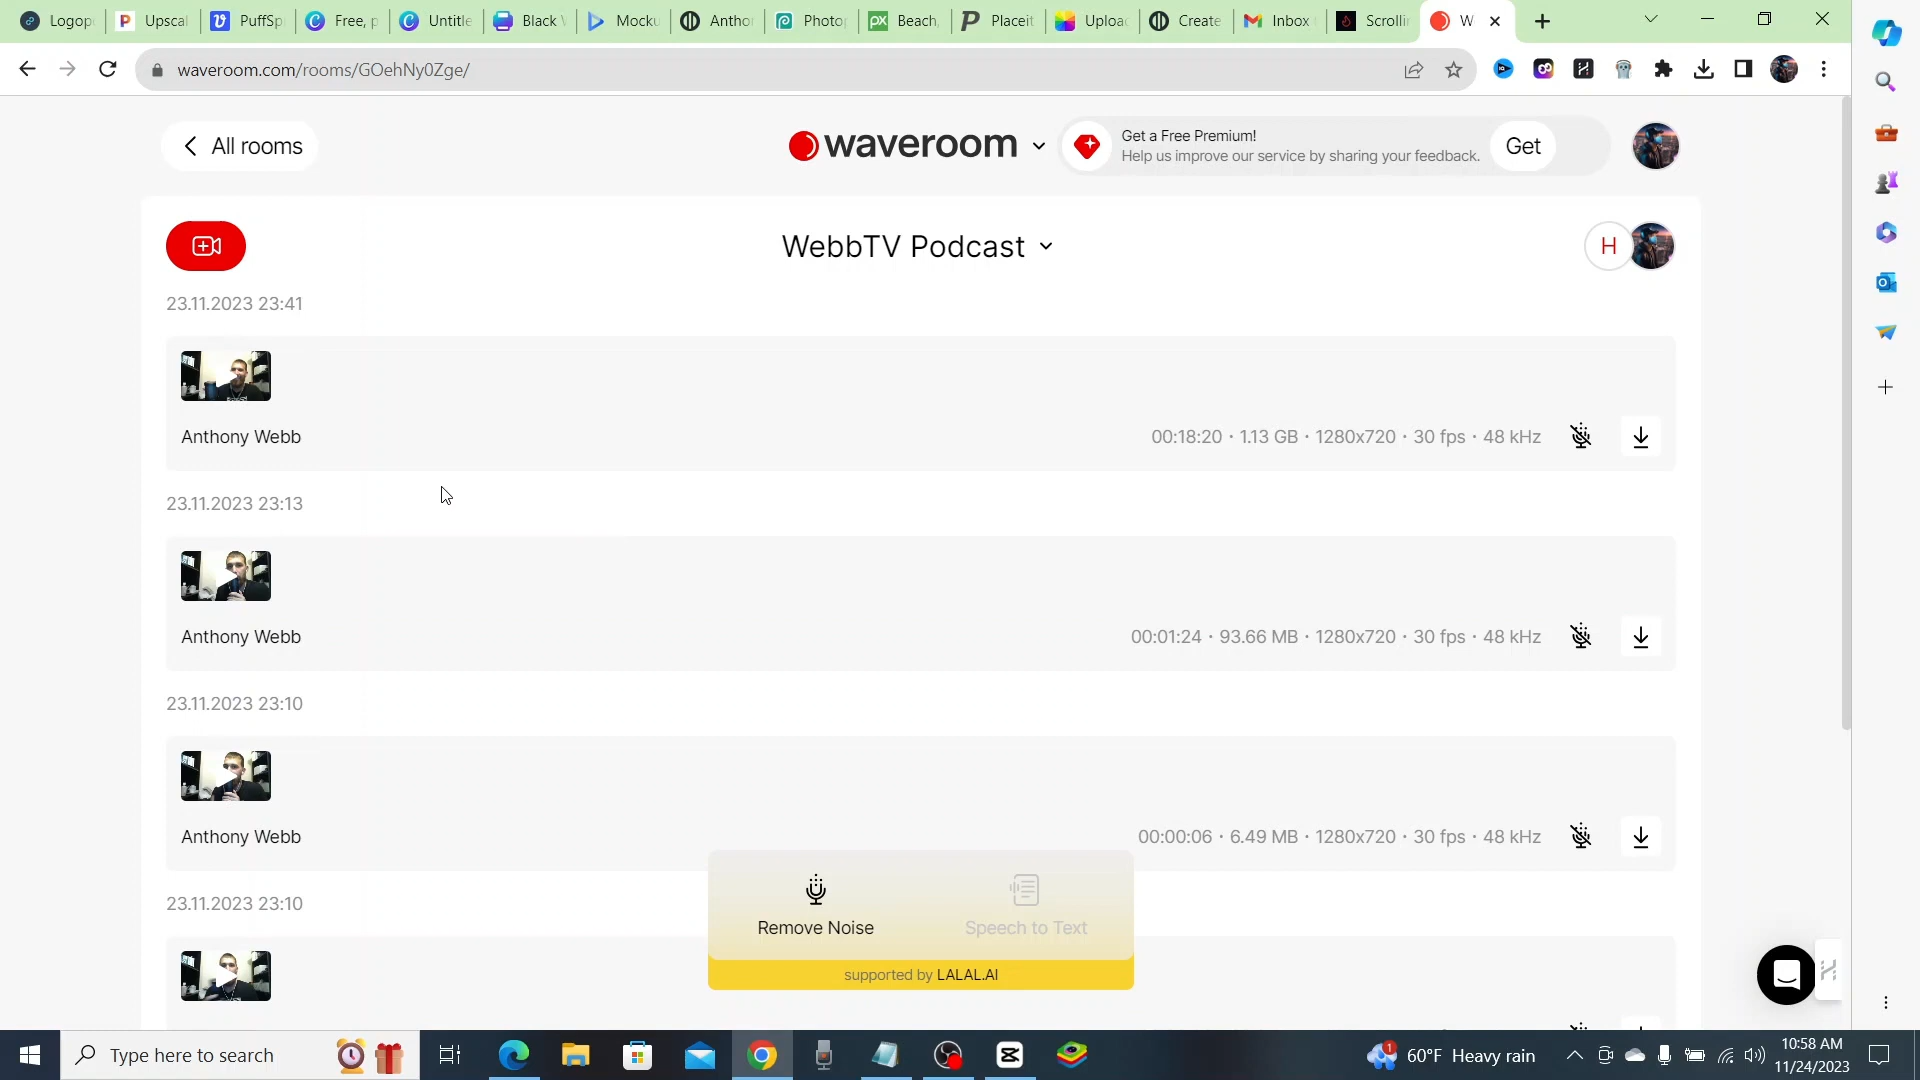 Logop
Upscal
PuffSp
Free, p
Untitle
Black
Mocku
Antho
Photo
Beach,
Placeit
Uploa
Create
Inbox
Scrollin
W
waveroom.com/rooms/GOehNy0Zge/
All rooms
waveroom
Get a Free Premium!
Help us improve our service by sharing your feedback.
Get
WebbTV Podcast
H
23.11.2023 23:41
Anthony Webb
00:18:20 • 1.13 GB • 1280x720 • 30 fps • 48 kHz
23.11.2023 23:13
Anthony Webb
00:01:24 • 93.66 MB • 1280x720 • 30 fps • 48 kHz
23.11.2023 23:10
Anthony Webb
00:00:06 • 6.49 MB • 1280x720 • 30 fps • 48 kHz
23.11.2023 23:10
Remove Noise
Speech to Text
supported by LALAL.AI
Type here to search
1
60°F Heavy rain
10:58 AM
11/24/2023